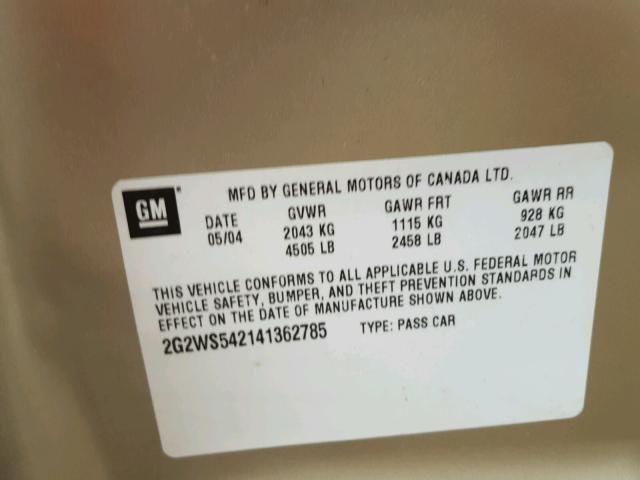 GM
®
MFD BY GENERAL MOTORS OF CANADA LTD.
DATE GVWR GAWR FRT GAWR RR
05/04 2043 KG 1115 KG 928 KG
4505 LB 2458 LB 2047 LB
THIS VEHICLE CONFORMS TO ALL APPLICABLE U.S. FEDERAL MOTOR
VEHICLE SAFETY, BUMPER, AND THEFT PREVENTION STANDARDS IN
EFFECT ON THE DATE OF MANUFACTURE SHOWN ABOVE.
2G2WS542141362785 TYPE: PASS CAR